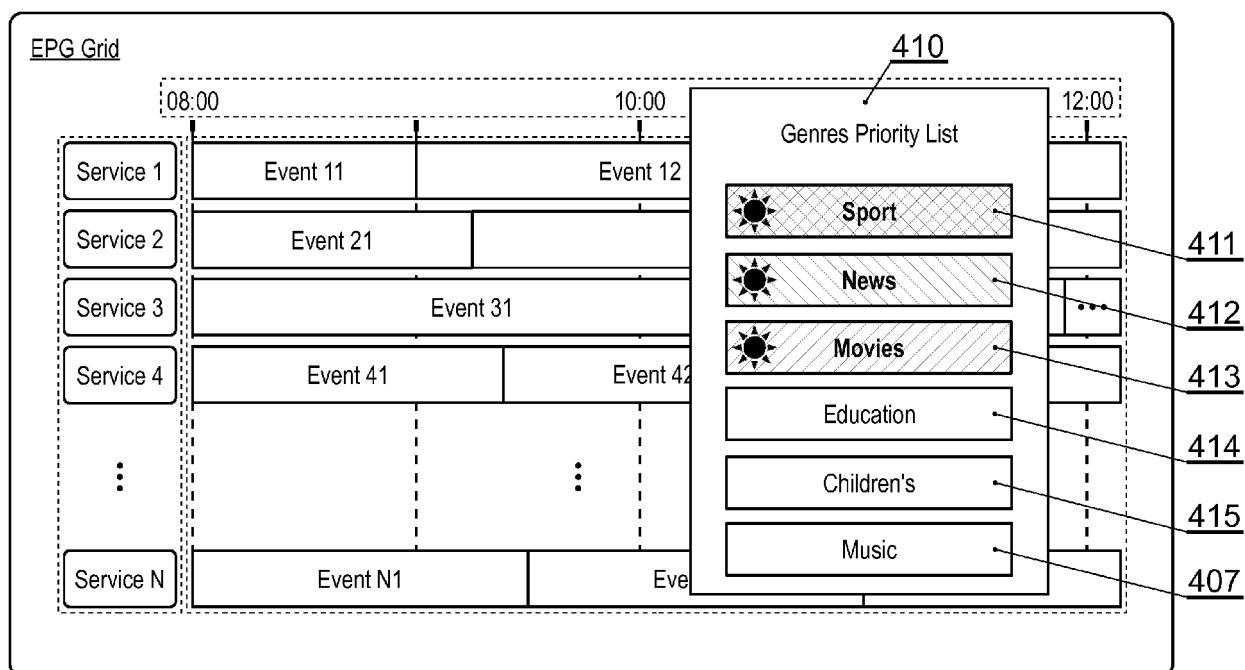 410
EPG Grid
08:00 10:00 12:00
Genres Priority List
Service 1 Event 11 Event 12
Sport
411
Service 2 Event 21
News
412
Service 3 Event 31 •••
Movies
413
Service 4 Event 41 Event 42
Education
414
Children's
415
Music
407
Service N Event N1 Eve